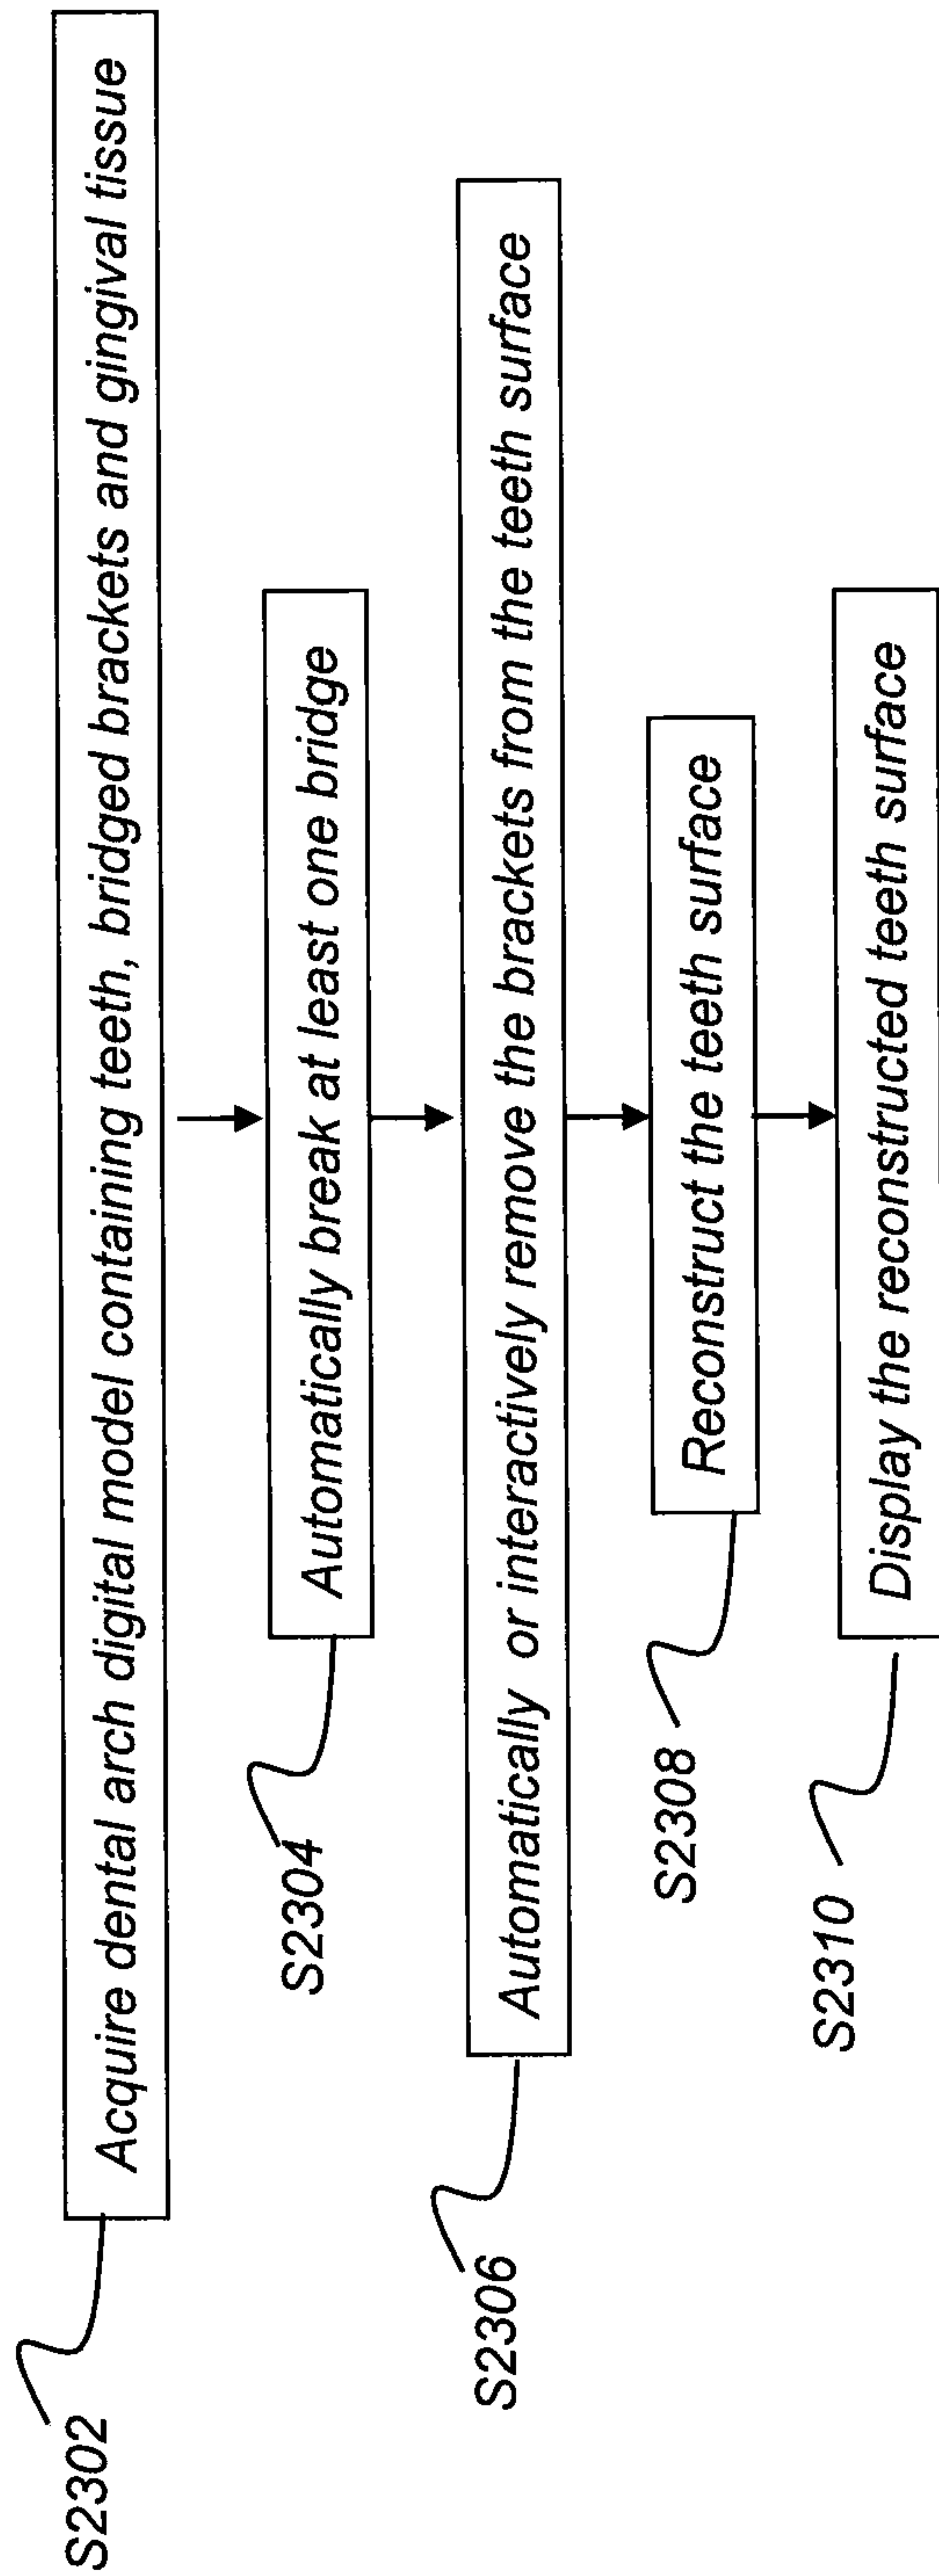 Acquire dental arch digital model containing teeth, bridged brackets and gingival tissue
S2302
Automatically break at least one bridge
S2304
Automatically or interactively remove the brackets from the teeth surface
S2306
Reconstruct the teeth surface
S2308
Display the reconstructed teeth surface
S2310